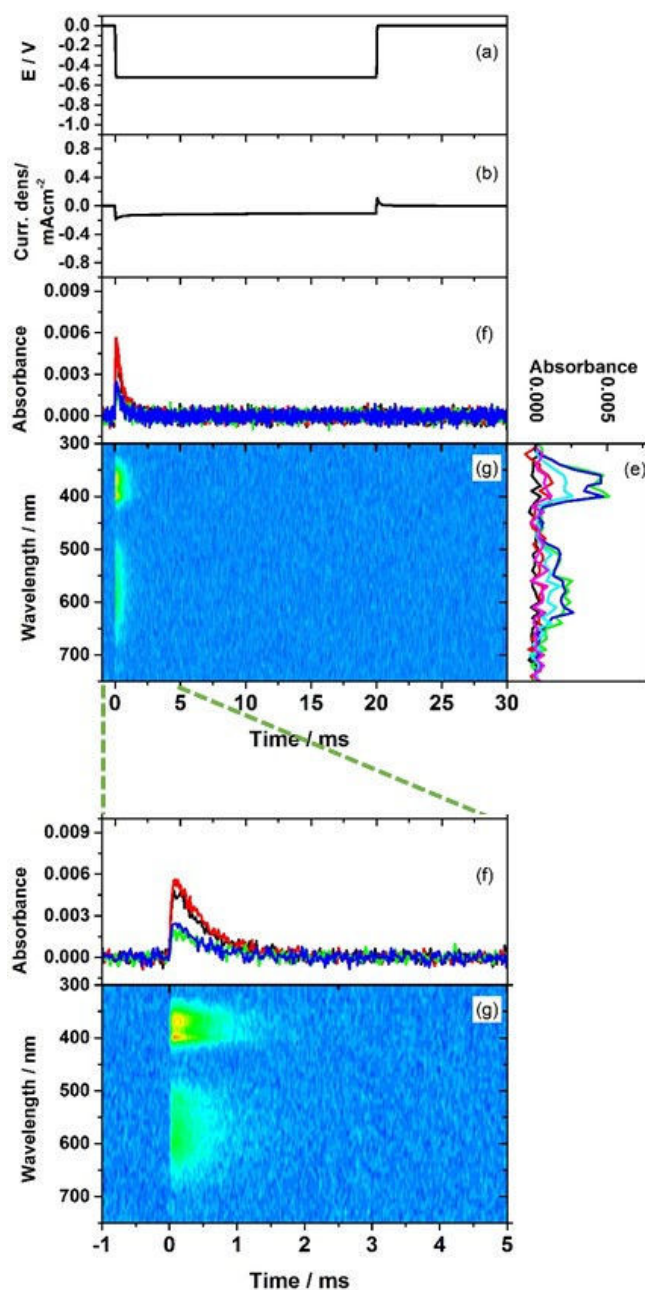 E / V
0.0
-0.2
-0.4
-0.6
-0.8
-1.0
(a)
Curr. dens/
mAcm-2
0.8
0.4
0.0
-0.4
-0.8
(b)
Absorbance
0.009
0.006
0.003
0.000
(f)
Absorbance
0.000
0.005
Wavelength / nm
300
400
500
600
700
(g)
(e)
0 5 10 15 20 25 30
Time / ms
Absorbance
0.009
0.006
0.003
0.000
(f)
Wavelength / nm
300
400
500
600
700
(g)
-1 0 1 2 3 4 5
Time / ms